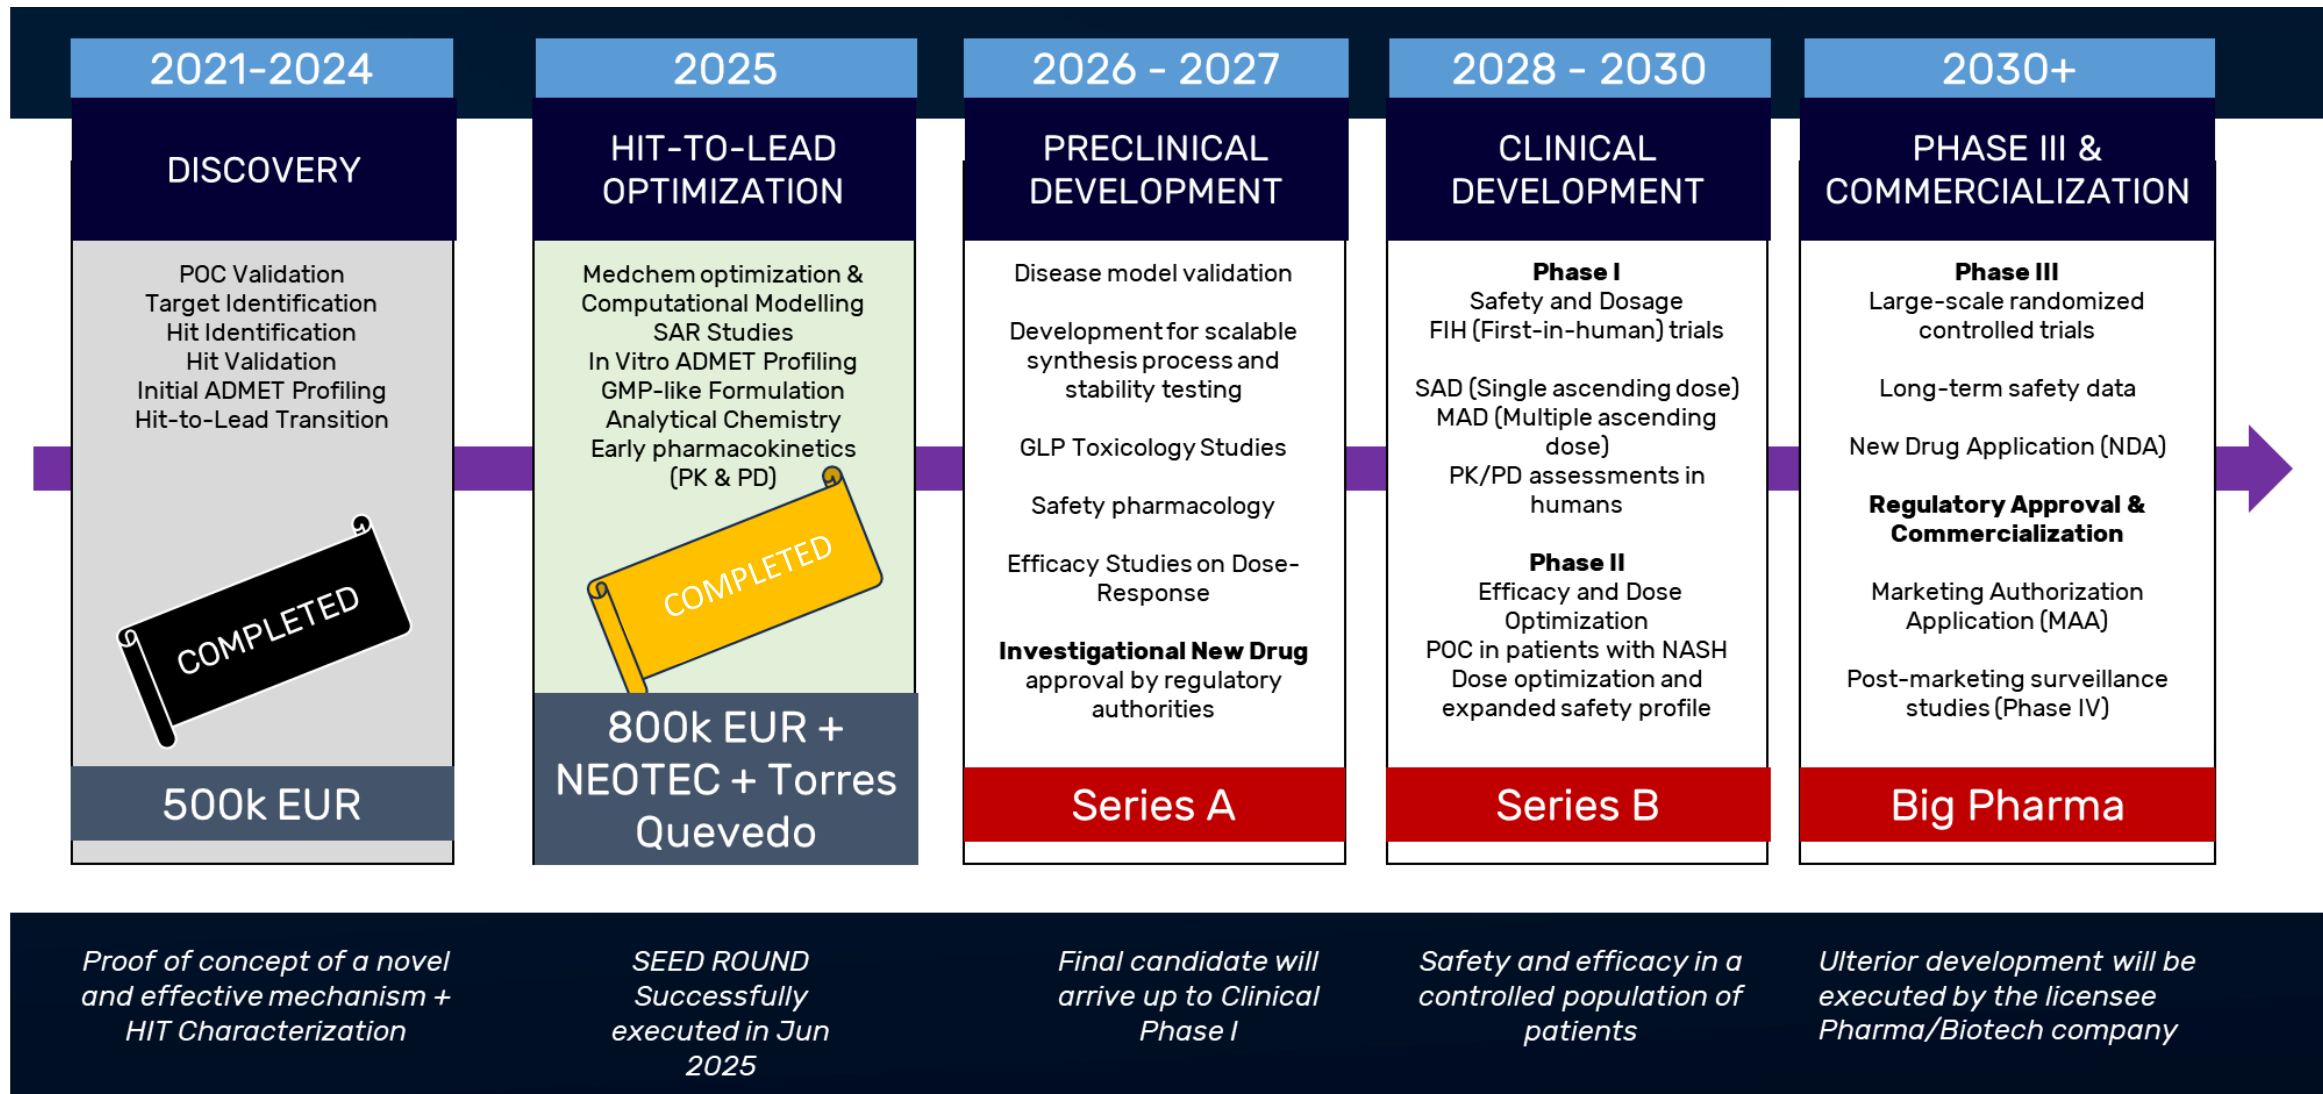 2021-2024
DISCOVERY
POC Validation
Target Identification
Hit Identification
Hit Validation
Initial ADMET Profiling
Hit-to-Lead Transition
COMPLETED
500k EUR
Proof of concept of a novel
and effective mechanism +
HIT Characterization
2025
HIT-TO-LEAD
OPTIMIZATION
Medchem optimization &
Computational Modelling
SAR Studies
In Vitro ADMET Profiling
GMP-like Formulation
Analytical Chemistry
Early pharmacokinetics
(PK & PD)
COMPLETED
800k EUR +
NEOTEC + Torres
Quevedo
SEED ROUND
Successfully
executed in Jun
2025
2026 - 2027
PRECLINICAL
DEVELOPMENT
Disease model validation
Development for scalable
synthesis process and
stability testing
GLP Toxicology Studies
Safety pharmacology
Efficacy Studies on Dose-
Response
Investigational New Drug
approval by regulatory
authorities
Series A
Final candidate will
arrive up to Clinical
Phase I
2028 - 2030
CLINICAL
DEVELOPMENT
Phase I
Safety and Dosage
FIH (First-in-human) trials
SAD (Single ascending dose)
MAD (Multiple ascending
dose)
PK/PD assessments in
humans
Phase II
Efficacy and Dose
Optimization
POC in patients with NASH
Dose optimization and
expanded safety profile
Series B
Safety and efficacy in a
controlled population of
patients
2030+
PHASE III &
COMMERCIALIZATION
Phase III
Large-scale randomized
controlled trials
Long-term safety data
New Drug Application (NDA)
Regulatory Approval &
Commercialization
Marketing Authorization
Application (MAA)
Post-marketing surveillance
studies (Phase IV)
Big Pharma
Ulterior development will be
executed by the licensee
Pharma/Biotech company